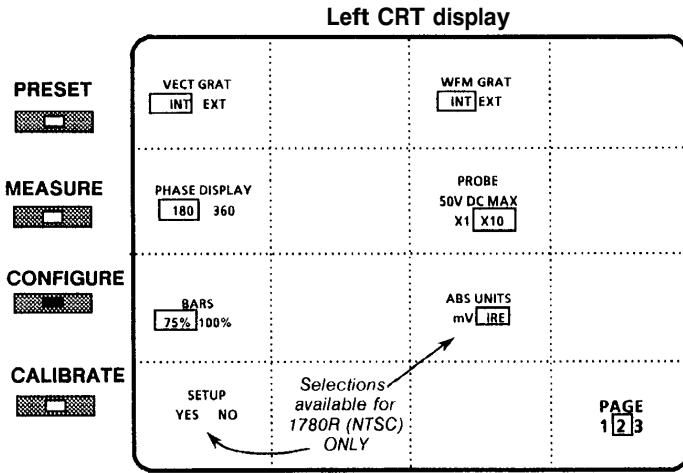 Left CRT display
PRESET
VECT GRAT
INT EXT
WFM GRAT
INT EXT
MEASURE
PHASE DISPLAY
180 360
PROBE
50V DC MAX
X1 X10
CONFIGURE
BARS
75% 100%
ABS UNITS
mV IRE
CALIBRATE
SETUP
YES NO
Selections
available for
1780R (NTSC)
ONLY
PAGE
1 2 3